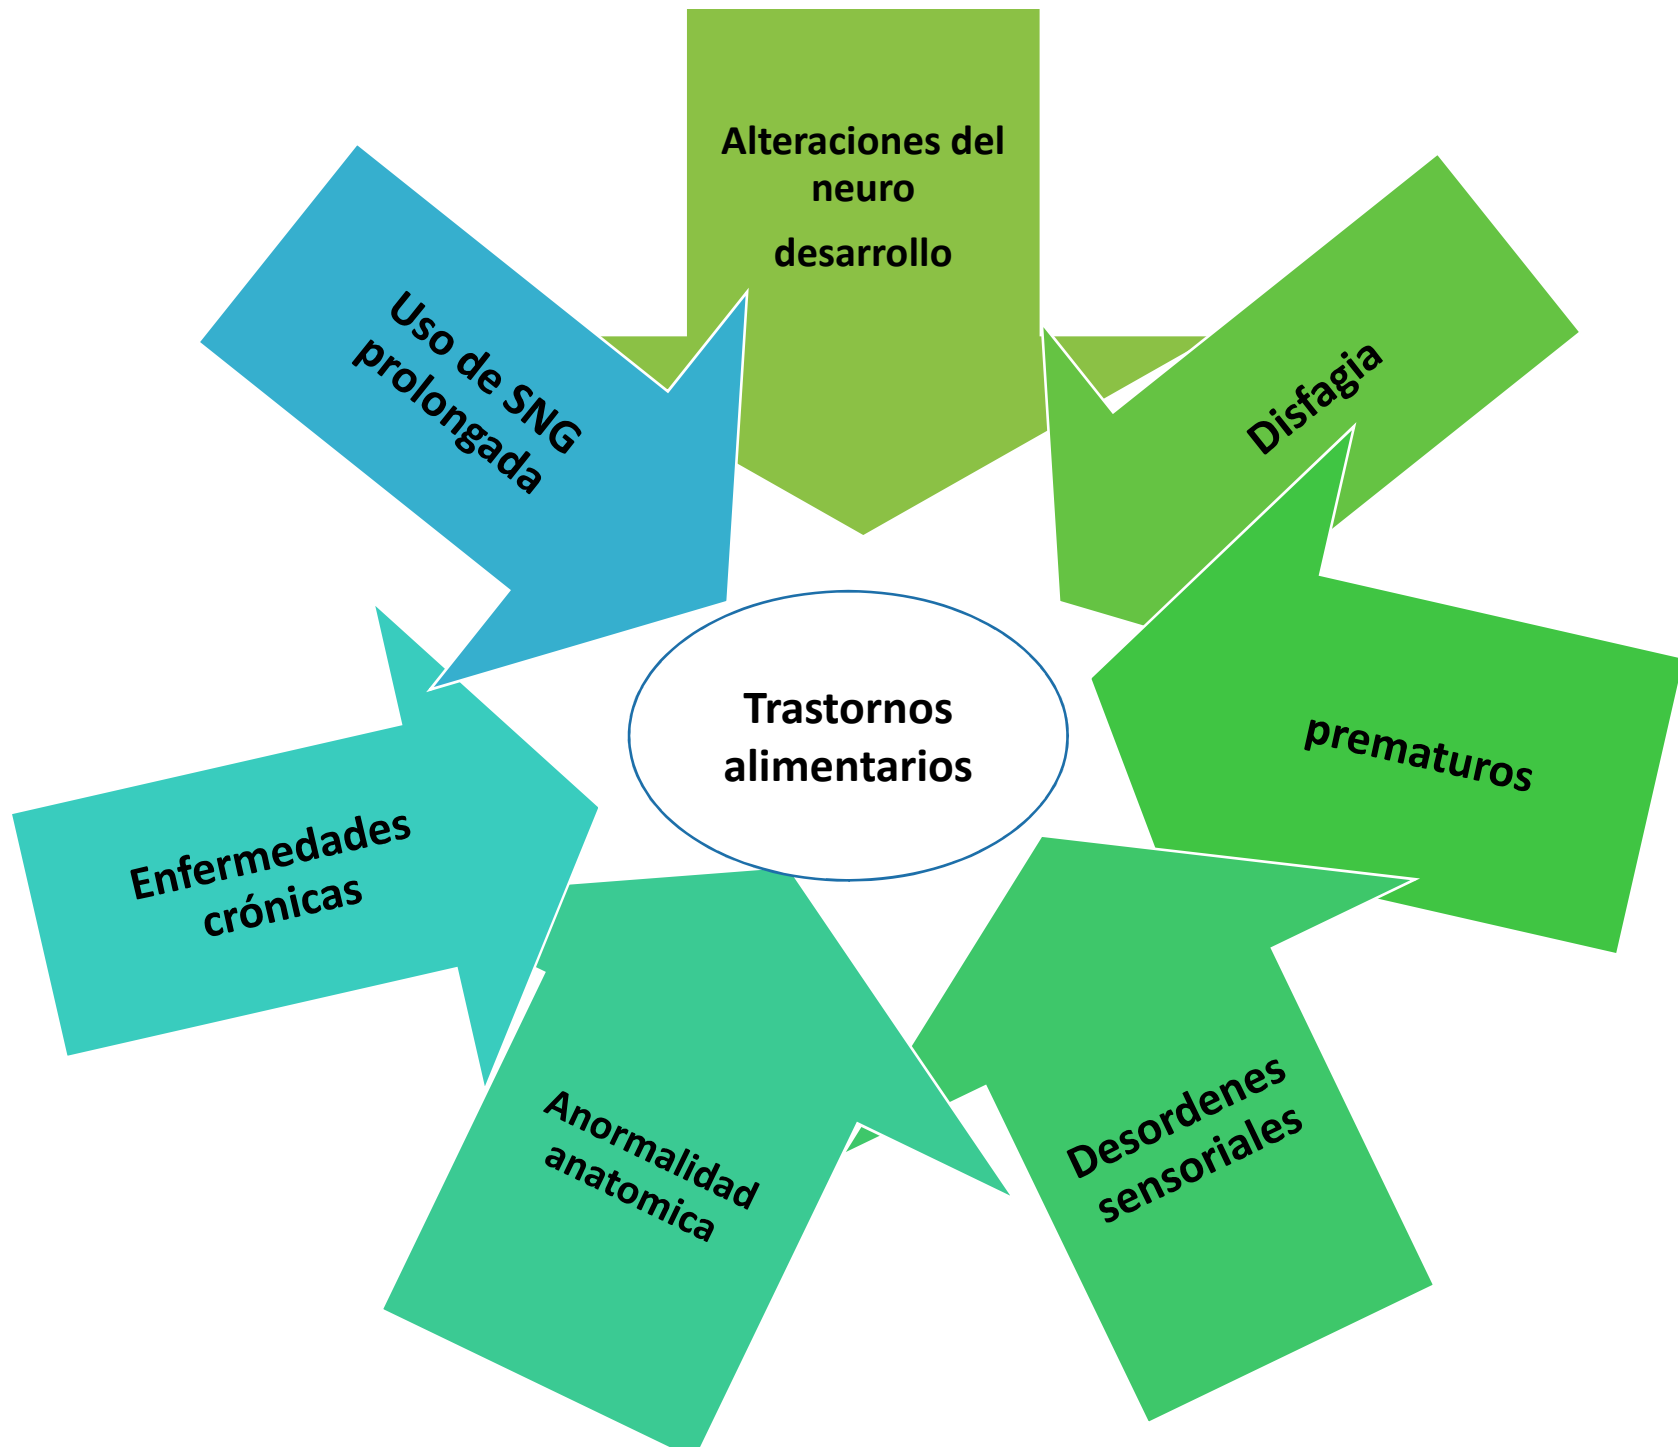 Alteraciones del
neuro
desarrollo
Disfagia
prematuros
Desordenes
sensoriales
Anormalidad
anatomica
Enfermedades
crónicas
Uso de SNG
prolongada
Trastornos
alimentarios